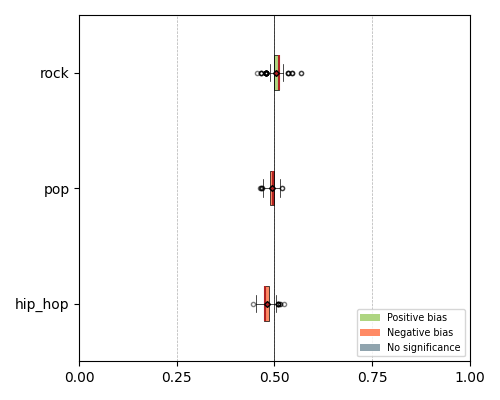 rock
pop
hip_hop
Positive bias
Negative bias
No significance
0.00 0.25 0.50 0.75 1.00